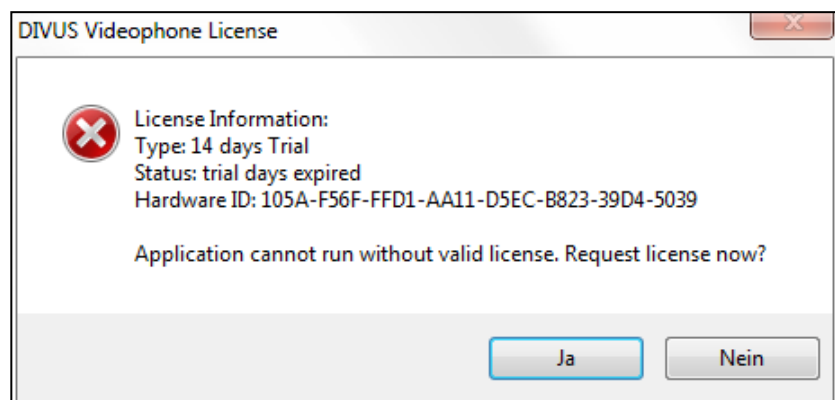 DIVUS Videophone License
License Information:
Type: 14 days Trial
Status: trial days expired
Hardware ID: 105A-F56F-FFD1-AA11-D5EC-B823-39D4-5039
Application cannot run without valid license. Request license now?
Ja
Nein